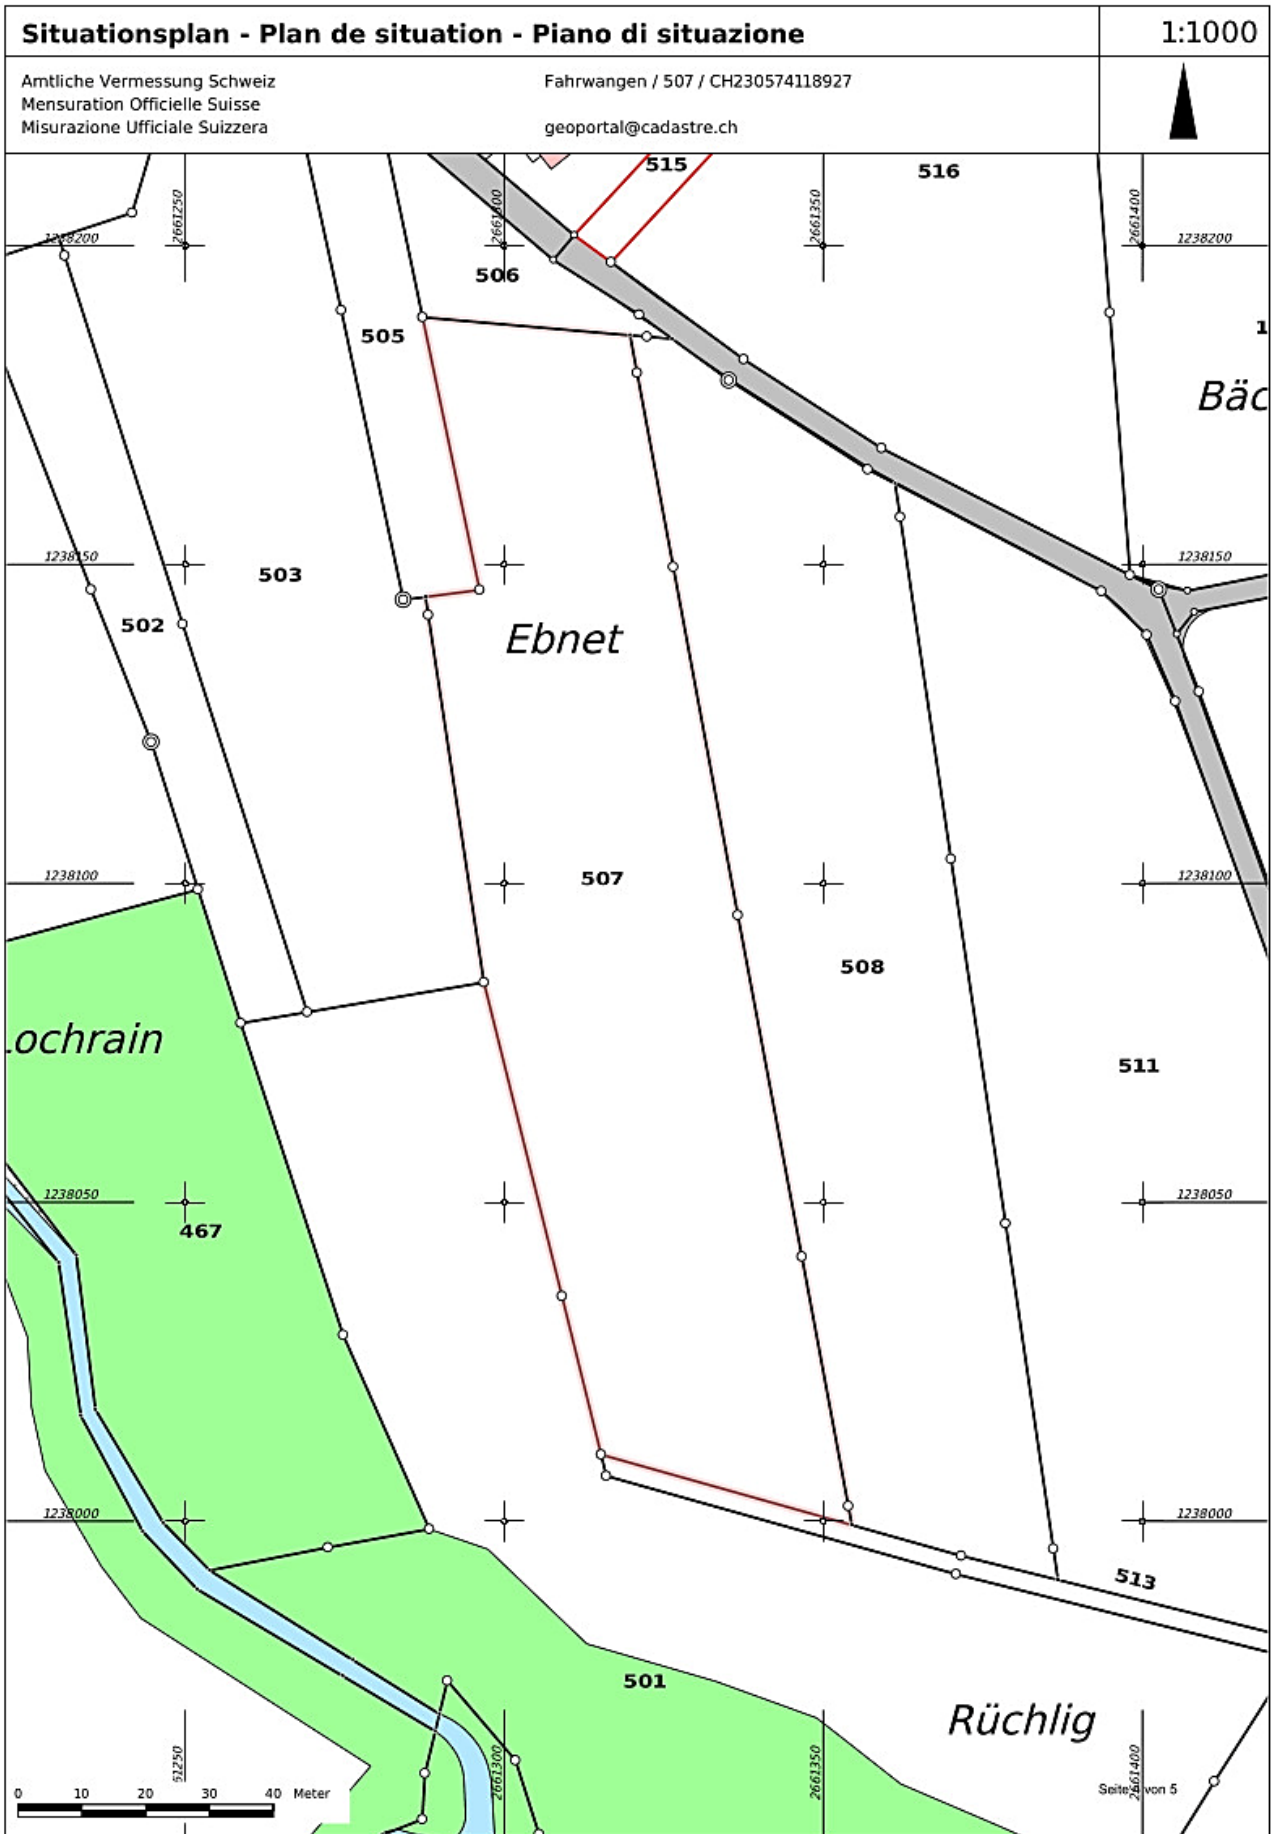 Situationsplan - Plan de situation - Piano di situazione
1:1000
Amtliche Vermessung Schweiz
Mensuration Officielle Suisse
Misurazione Ufficiale Suizzera
Fahrwangen / 507 / CH230574118927
geoportal@cadastre.ch
515
516
2661250
2661300
2661350
2661400
1238200
1238200
506
505
1
Bäc
1238150
1238150
503
502
Ebnet
1238100
1238100
507
508
.ochrain
511
1238050
1238050
467
1238000
1238000
513
501
Rüchlig
51250
2661300
2661350
2661400
0 10 20 30 40 Meter
Seite von 5